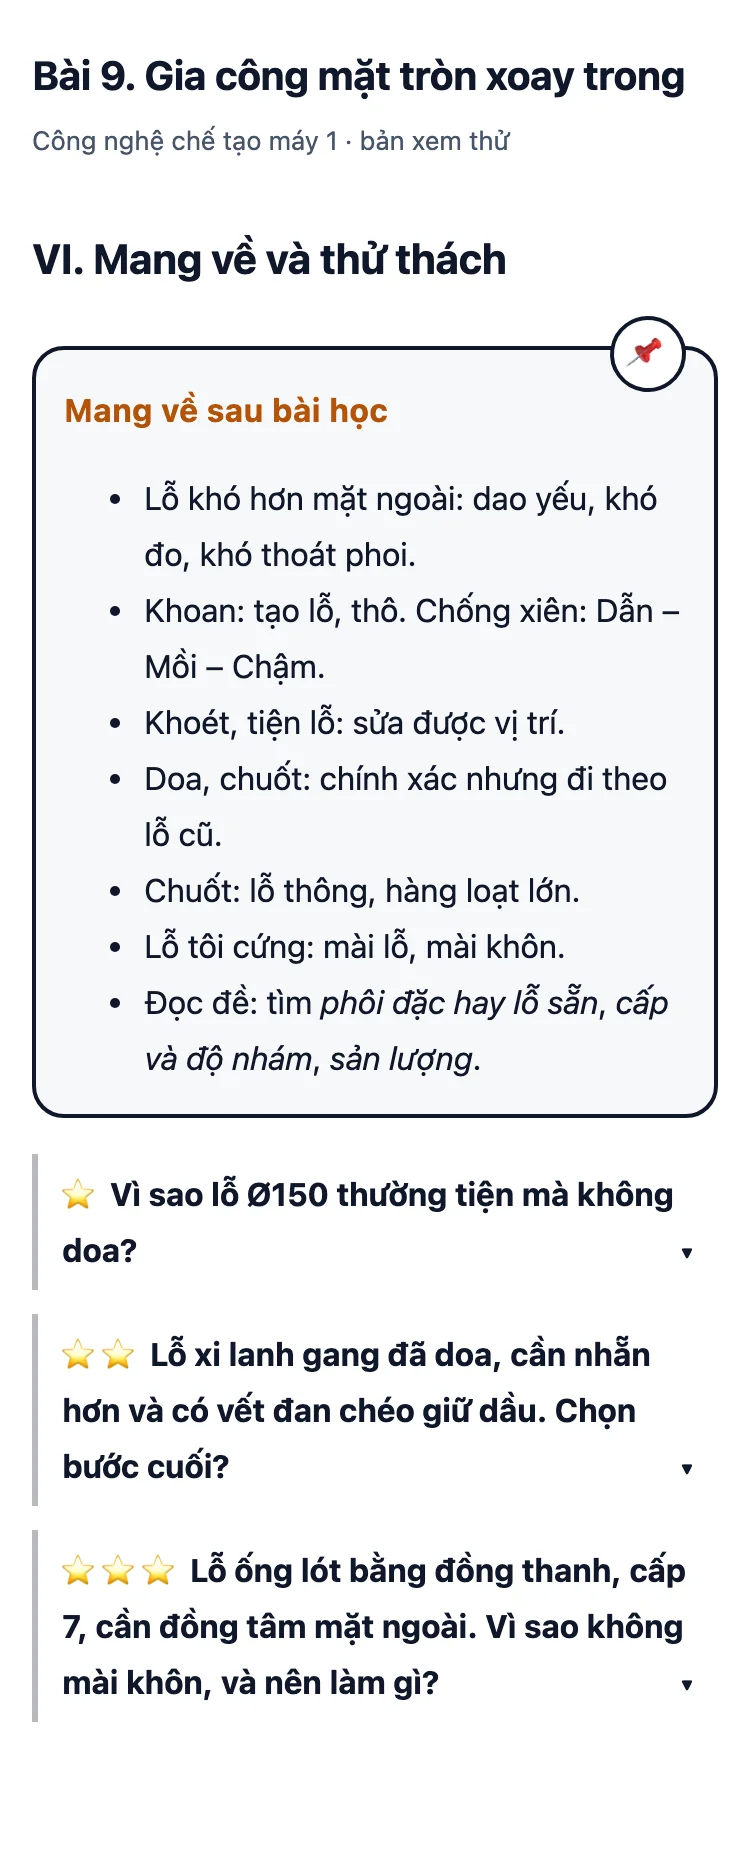 Bài 9. Gia công mặt tròn xoay trong
Công nghệ chế tạo máy 1 · bản xem thử
VI. Mang về và thử thách
Mang về sau bài học
• Lỗ khó hơn mặt ngoài: dao yếu, khó
đo, khó thoát phoi.
• Khoan: tạo lỗ, thô. Chống xiên: Dẫn –
Mồi – Chậm.
• Khoét, tiện lỗ: sửa được vị trí.
• Doa, chuốt: chính xác nhưng đi theo
lỗ cũ.
• Chuốt: lỗ thông, hàng loạt lớn.
• Lỗ tôi cứng: mài lỗ, mài khôn.
• Đọc đề: tìm phôi đặc hay lỗ sẵn, cấp
và độ nhám, sản lượng.
⭐ Vì sao lỗ Ø150 thường tiện mà không
doa? ▼
⭐⭐ Lỗ xi lanh gang đã doa, cần nhẵn
hơn và có vết đan chéo giữ dầu. Chọn
bước cuối? ▼
⭐⭐⭐ Lỗ ống lót bằng đồng thanh, cấp
7, cần đồng tâm mặt ngoài. Vì sao không
mài khôn, và nên làm gì? ▼